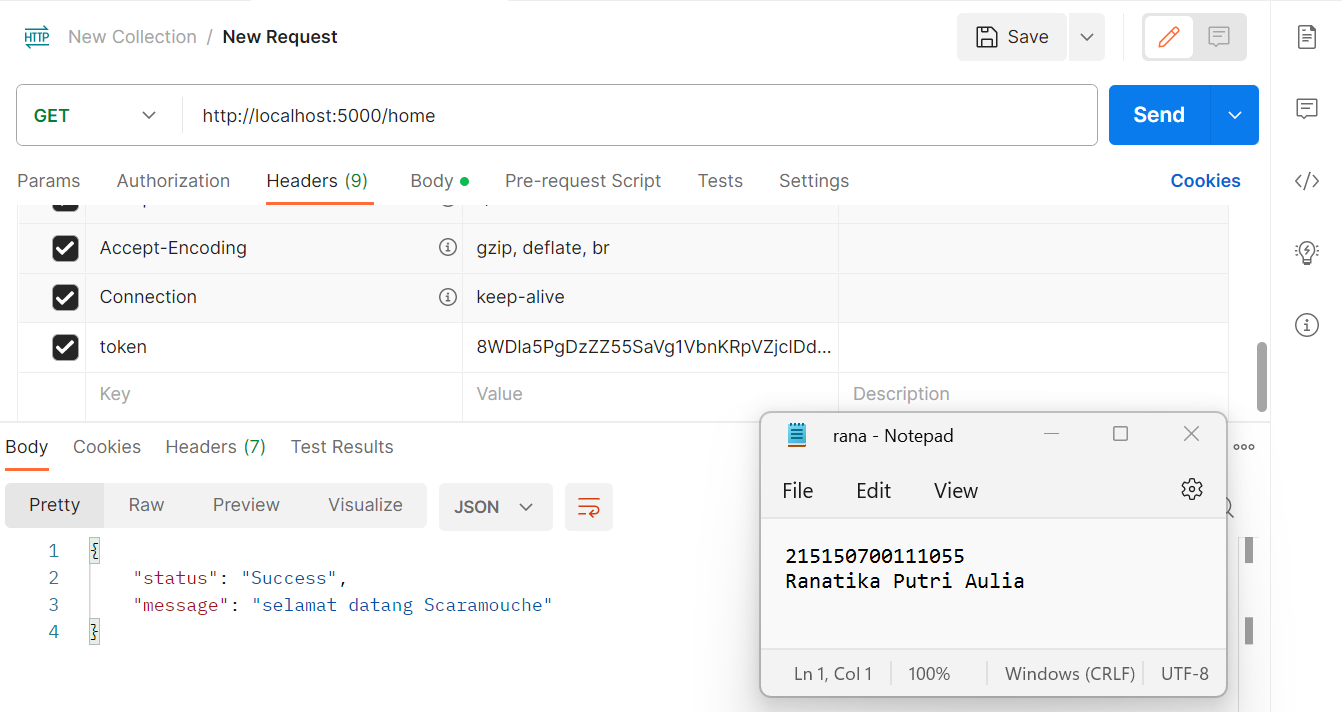 HTTP New Collection / New Request Save
GET http://localhost:5000/home Send
Params Authorization Headers (9) Body Pre-request Script Tests Settings Cookies
Accept-Encoding gzip, deflate, br
Connection keep-alive
token 8WDla5PgDzZZ55SaVg1VbnKRpVZjclDd...
Key Value Description
Body Cookies Headers (7) Test Results
Pretty Raw Preview Visualize JSON
1 {
2 "status": "Success",
3 "message": "selamat datang Scaramouche"
4 }
rana - Notepad
File Edit View
215150700111055
Ranatika Putri Aulia
Ln 1, Col 1 100% Windows (CRLF) UTF-8